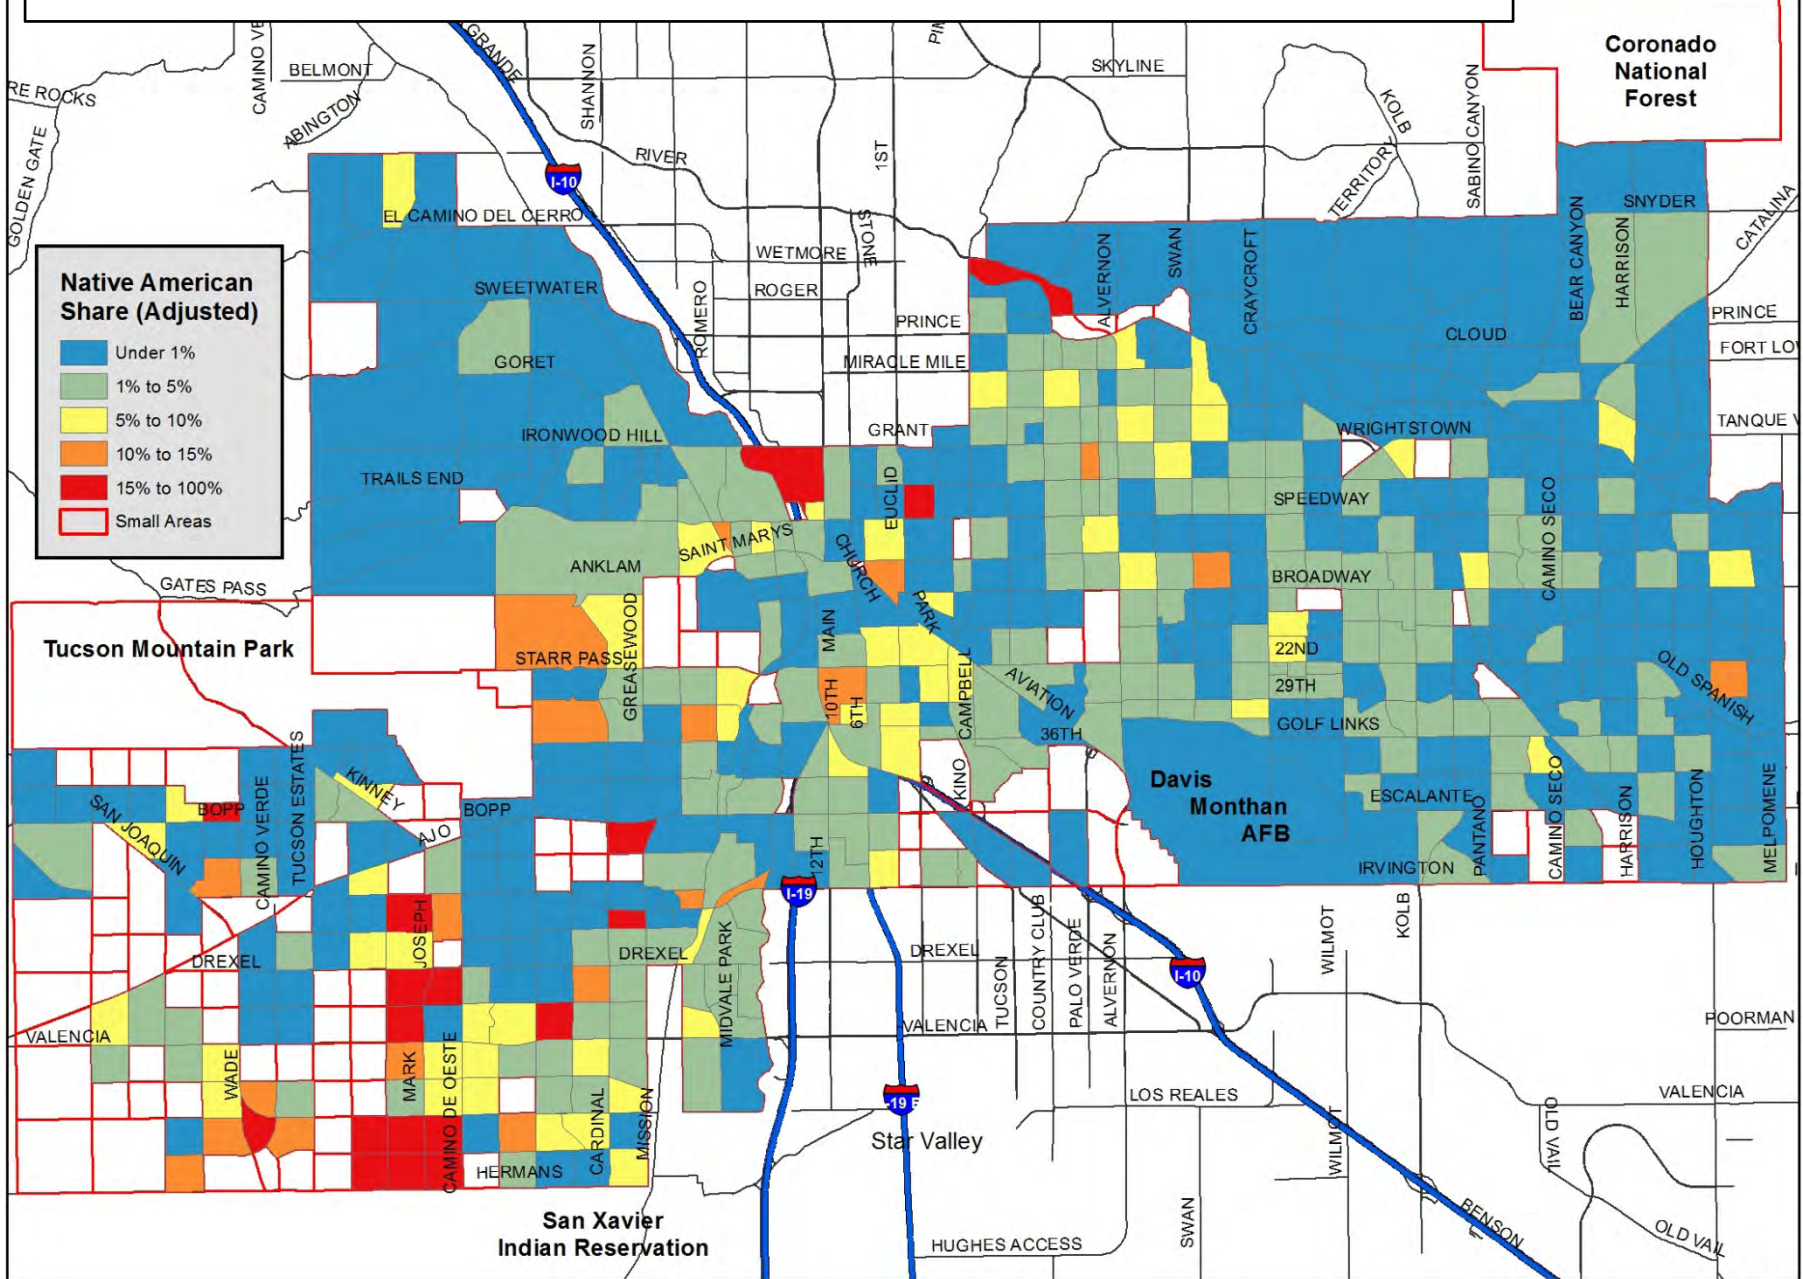 GRANDE
SHANNON
BELMONT
ABINGTON
RE ROCKS
GOLDEN GATE
SKYLINE
KOLB
SABINO CANYON
TERRITORY
Coronado
National
Forest
RIVER
1ST
I-10
EL CAMINO DEL CERRO
STONE
WETMORE
ROGER
ROMERO
PRINCE
MIRACLE MILE
SWEETWATER
GORET
ALVERNON
SWAN
CRAYCROFT
CLOUD
BEAR CANYON
HARRISON
SNYDER
CATALINA
PRINCE
FORT LO
TANQUE
Native American
Share (Adjusted)
Under 1%
1% to 5%
5% to 10%
10% to 15%
15% to 100%
Small Areas
IRONWOOD HILL
GRANT
WRIGHTSTOWN
TRAILS END
EUCLID
SPEEDWAY
CAMINO SECO
SAINT MARYS
CHURCH
ANKLAM
BROADWAY
GATES PASS
PARK
Tucson Mountain Park
GREASEWOOD
STARR PASS
MAIN
22ND
10TH
6TH
CAMPBELL
AVIATION
29TH
OLD SPANISH
36TH
GOLF LINKS
KINNEY
TUCSON ESTATES
CAMINO VERDE
BOPP
SAN JOAQUIN
BOPP
AJO
KINO
Davis
Monthan
AFB
ESCALANTE
PANTANO
CAMINO SECO
HARRISON
HOUGHTON
MELPOMENE
12TH
IRVINGTON
I-19
JOSEPH
DREXEL
DREXEL
MIDVALE PARK
DREXEL
TUCSON
COUNTRY CLUB
PALO VERDE
ALVERNON
I-10
WILMOT
KOLB
VALENCIA
VALENCIA
POORMAN
WADE
MARK
CAMINO DE OESTE
CARDINAL
MISSION
LOS REALES
VALENCIA
-19 B
Star Valley
WILMOT
OLD VAIL
HERMANS
San Xavier
Indian Reservation
HUGHES ACCESS
SWAN
BENSON
OLD VAIL